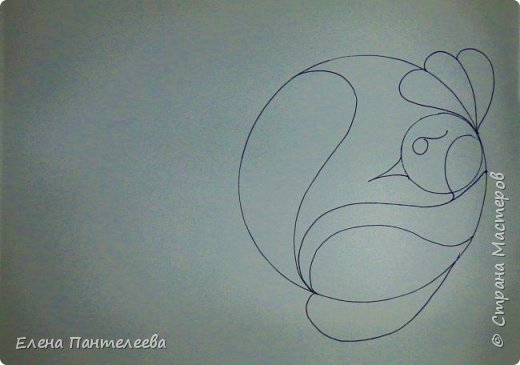 Елена Пантелеева
© Страна Мастеров